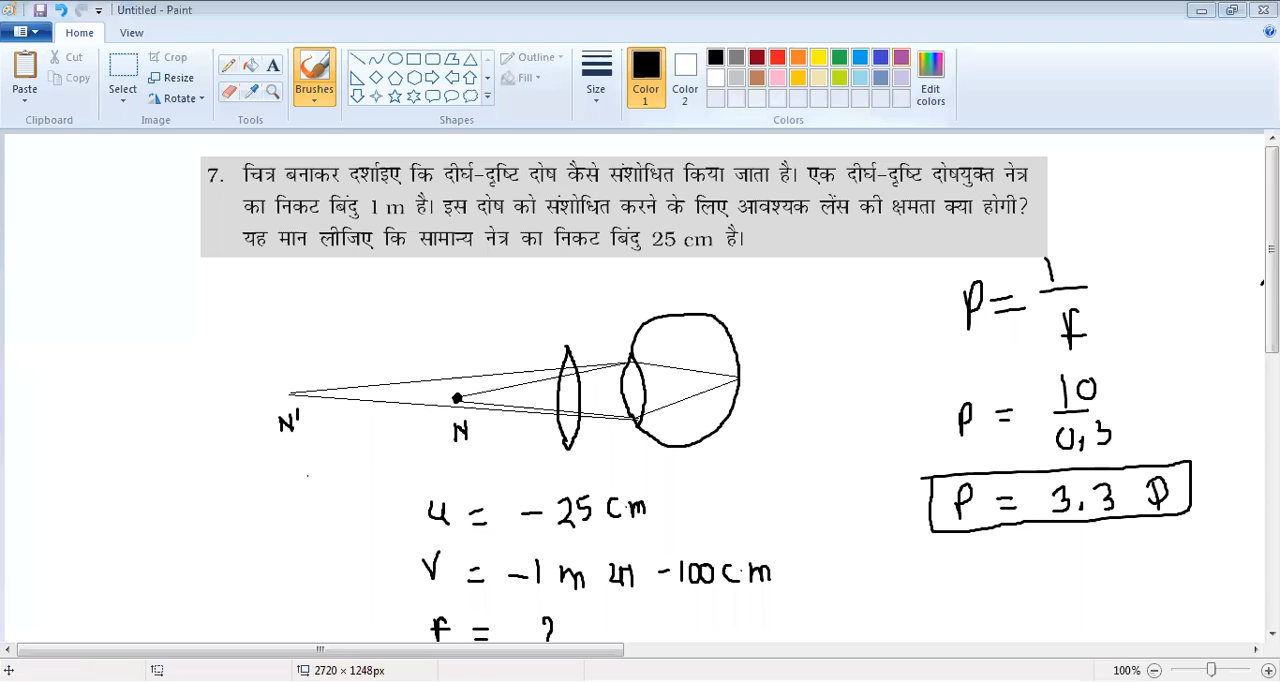 Untitled - Paint
Home
View
Paste
Cut
Copy
Clipboard
Select
Crop
Resize
Rotate
Image
A
Tools
Brushes
Outline
Fill
Shapes
Size
Color 1
Color 2
Edit colors
Colors
7. चित्र बनाकर दर्शाइए कि दीर्घ-दृष्टि दोष कैसे संशोधित किया जाता है। एक दीर्घ-दृष्टि दोषयुक्त नेत्र
का निकट बिंदु 1 m है। इस दोष को संशोधित करने के लिए आवश्यक लेंस की क्षमता क्या होगी?
यह मान लीजिए कि सामान्य नेत्र का निकट बिंदु 25 cm है।
N'
N
u = - 25 cm
v = -1 m या -100 cm
f = ?
P = 1/f
P = 10/0,3
P = 3.3 D
2720 × 1248px
100%